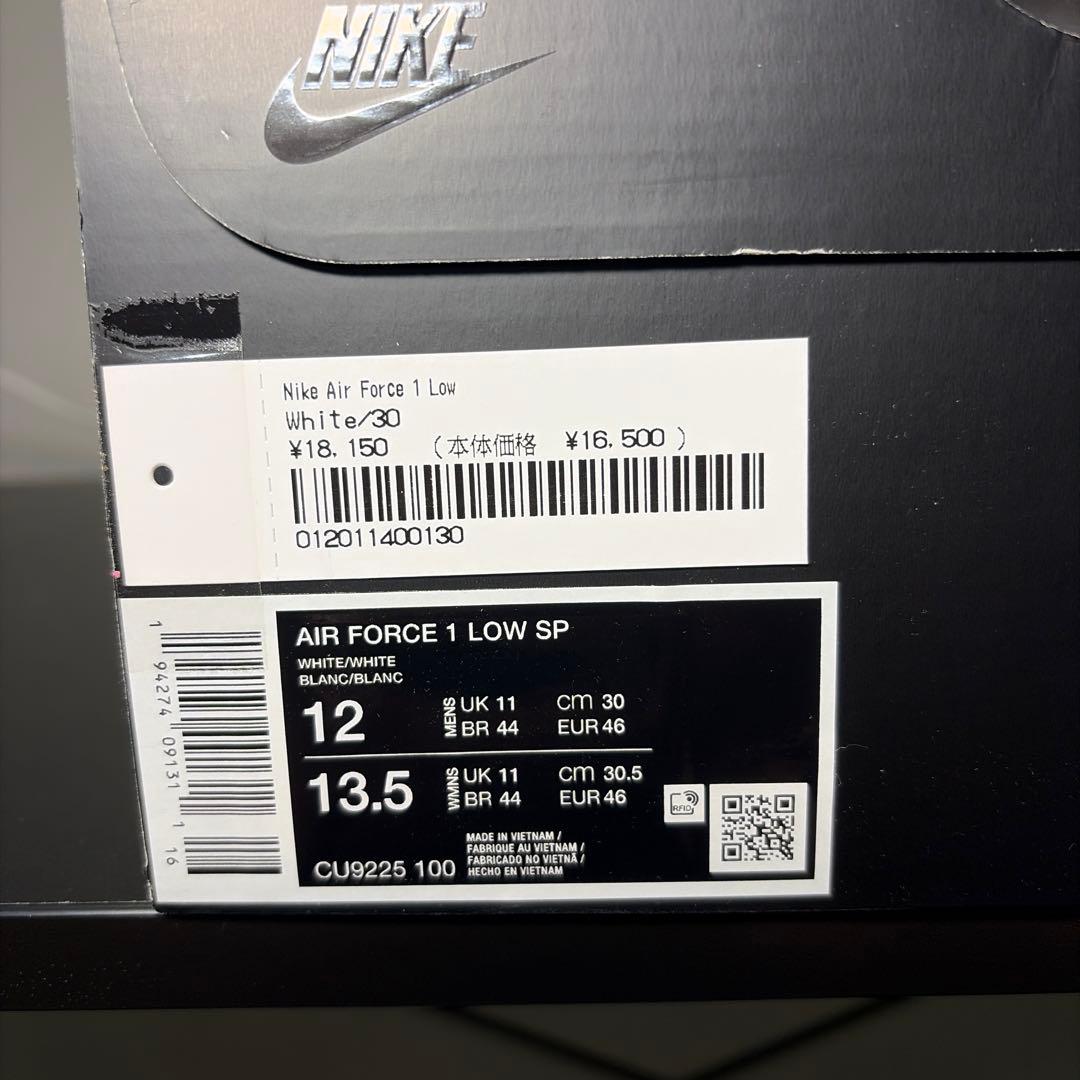 NIKE
Nike Air Force 1 Low
White/30
¥18,150 (本体価格 ¥16,500)
012011400130
1 94274 09131 1 16
AIR FORCE 1 LOW SP
WHITE/WHITE
BLANC/BLANC
12 MENS UK 11 CM 30
BR 44 EUR 46
13.5 WMNS UK 11 CM 30.5
BR 44 EUR 46
RFID
CU9225 100
MADE IN VIETNAM /
FABRIQUE AU VIETNAM /
FABRICADO NO VIETNÃ /
HECHO EN VIETNAM